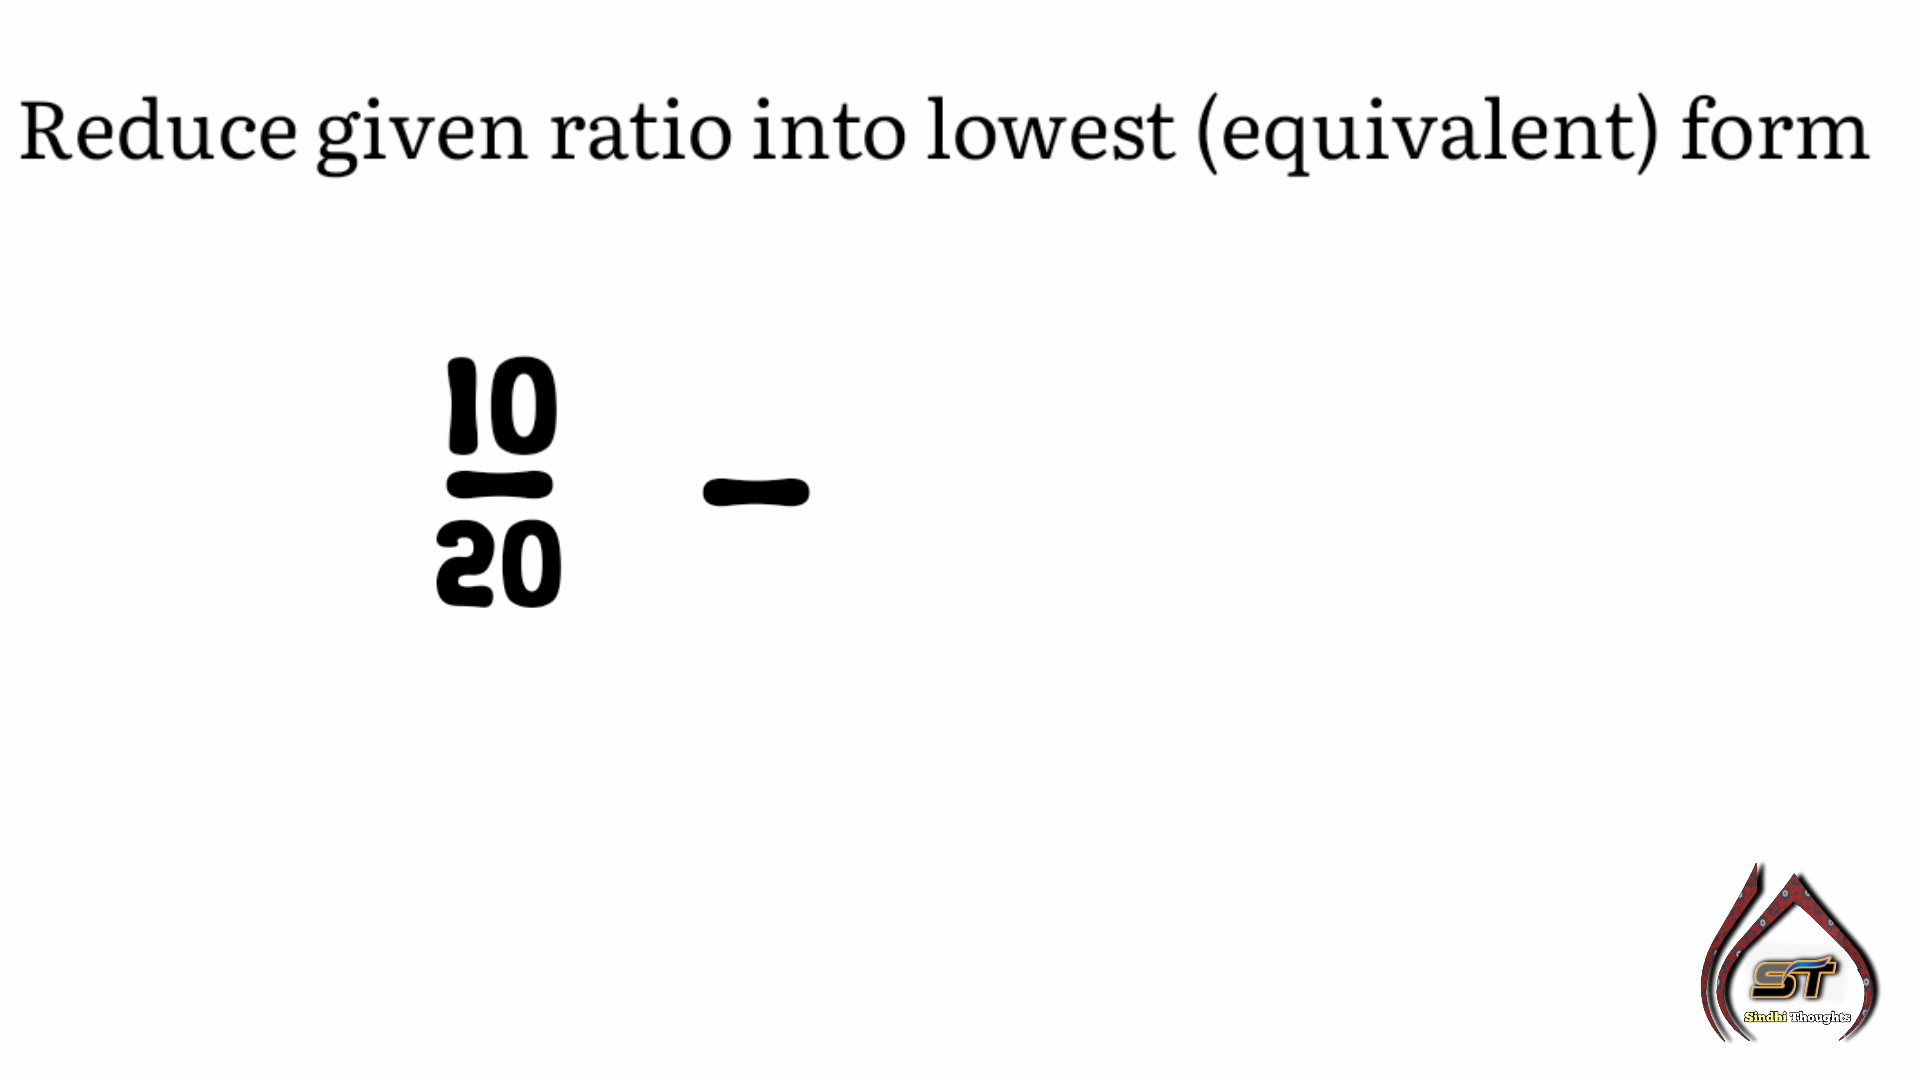 Reduce given ratio into lowest (equivalent) form
10
—
20
—
ST
Sindhi Thoughts